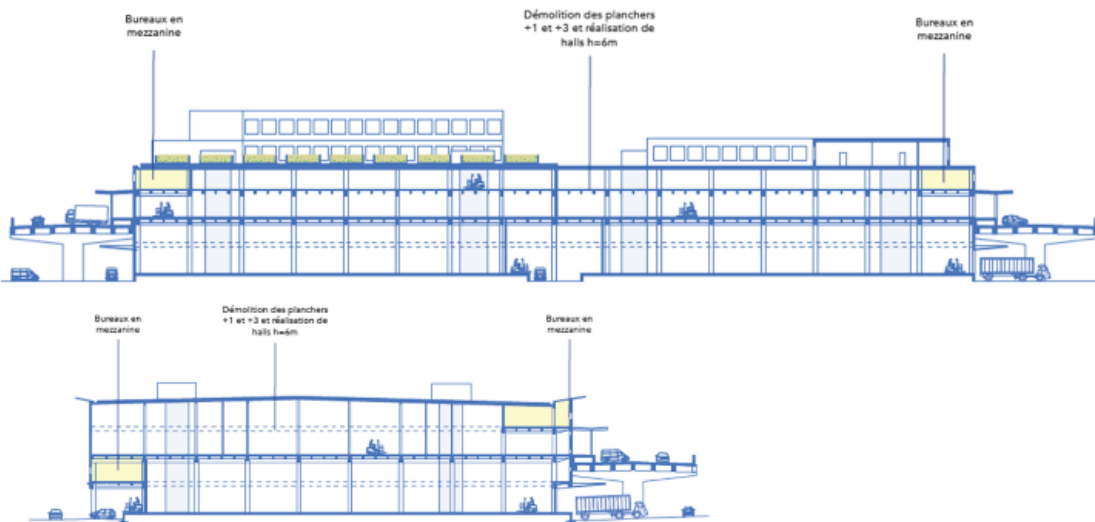 Bureaux en
mezzanine
Démolition des planchers
+1 et +3 et réalisation de
halls h=6m
Bureaux en
mezzanine
Bureaux en
mezzanine
Démolition des planchers
+1 et +3 et réalisation de
halls h=6m
Bureaux en
mezzanine